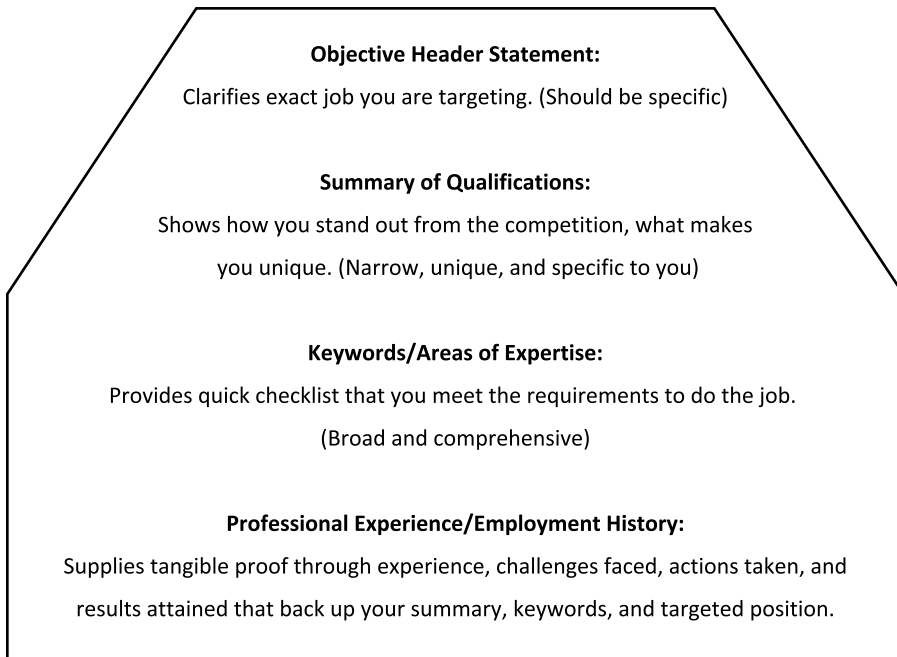 Objective Header Statement:
Clarifies exact job you are targeting. (Should be specific)
Summary of Qualifications:
Shows how you stand out from the competition, what makes
you unique. (Narrow, unique, and specific to you)
Keywords/Areas of Expertise:
Provides quick checklist that you meet the requirements to do the job.
(Broad and comprehensive)
Professional Experience/Employment History:
Supplies tangible proof through experience, challenges faced, actions taken, and
results attained that back up your summary, keywords, and targeted position.